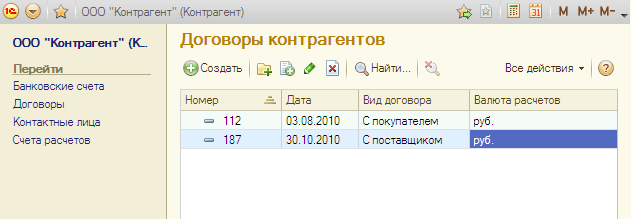 ООО "Контрагент" (Контрагент)
M M+ M-
ООО "Контрагент" (К...
Перейти
Банковские счета
Договоры
Контактные лица
Счета расчетов
Договоры контрагентов
Создать Найти... Все действия
Номер Дата Вид договора Валюта расчетов
112 03.08.2010 С покупателем руб.
187 30.10.2010 С поставщиком руб.